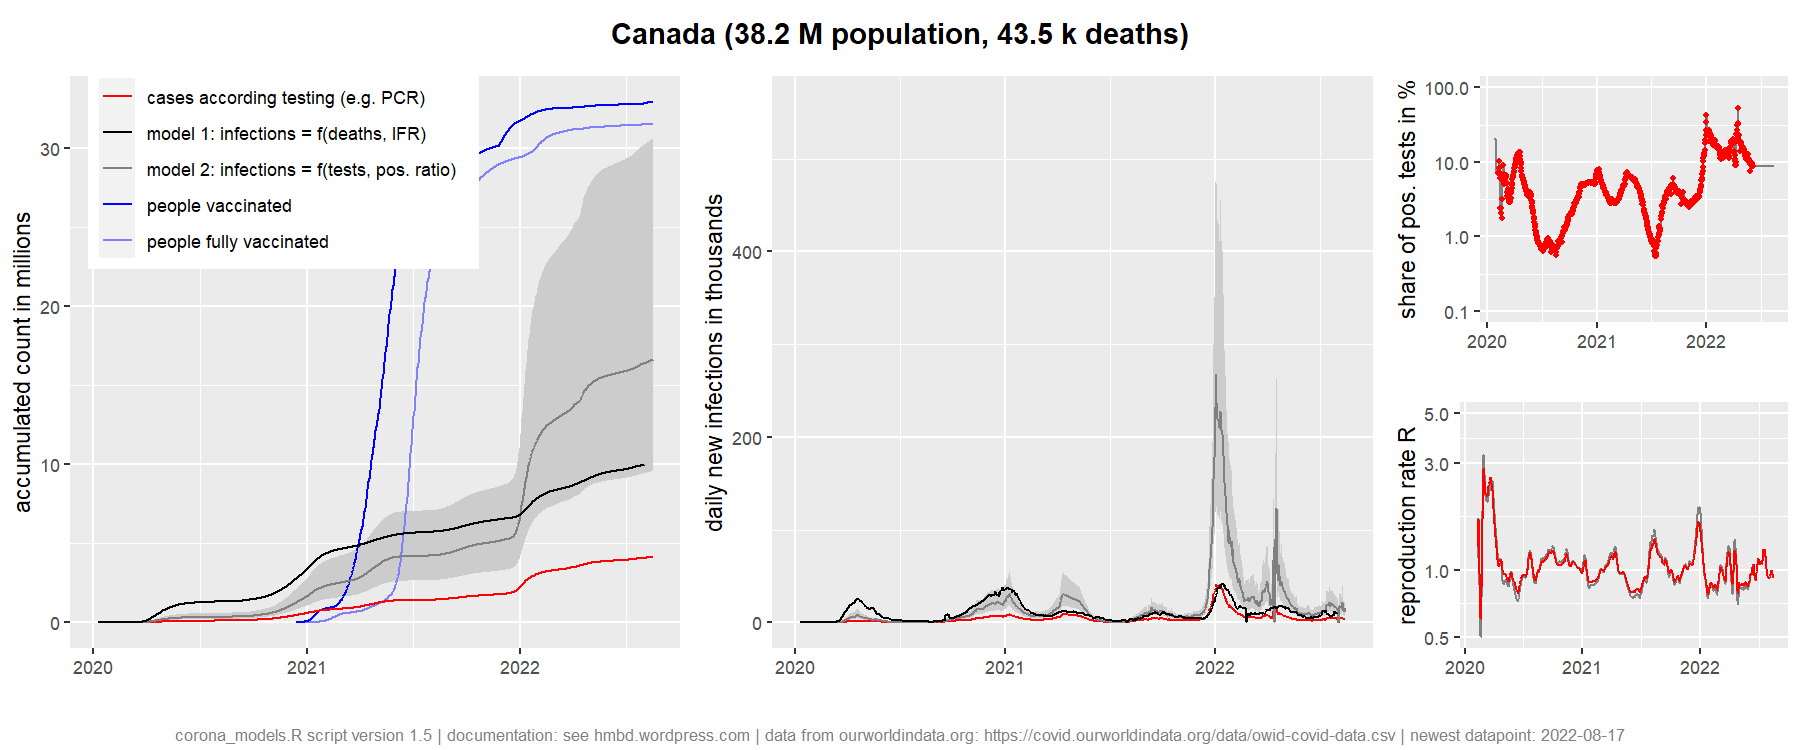 Canada (38.2 M population, 43.5 k deaths)
accumulated count in millions
30
20
10
0
cases according testing (e.g. PCR)
model 1: infections = f(deaths, IFR)
model 2: infections = f(tests, pos. ratio)
people vaccinated
people fully vaccinated
2020 2021 2022
daily new infections in thousands
400
200
0
2020 2021 2022
share of pos. tests in %
100.0
10.0
1.0
0.1
2020 2021 2022
reproduction rate R
5.0
3.0
1.0
0.5
2020 2021 2022
corona_models.R script version 1.5 | documentation: see hmbd.wordpress.com | data from ourworldindata.org: https://covid.ourworldindata.org/data/owid-covid-data.csv | newest datapoint: 2022-08-17